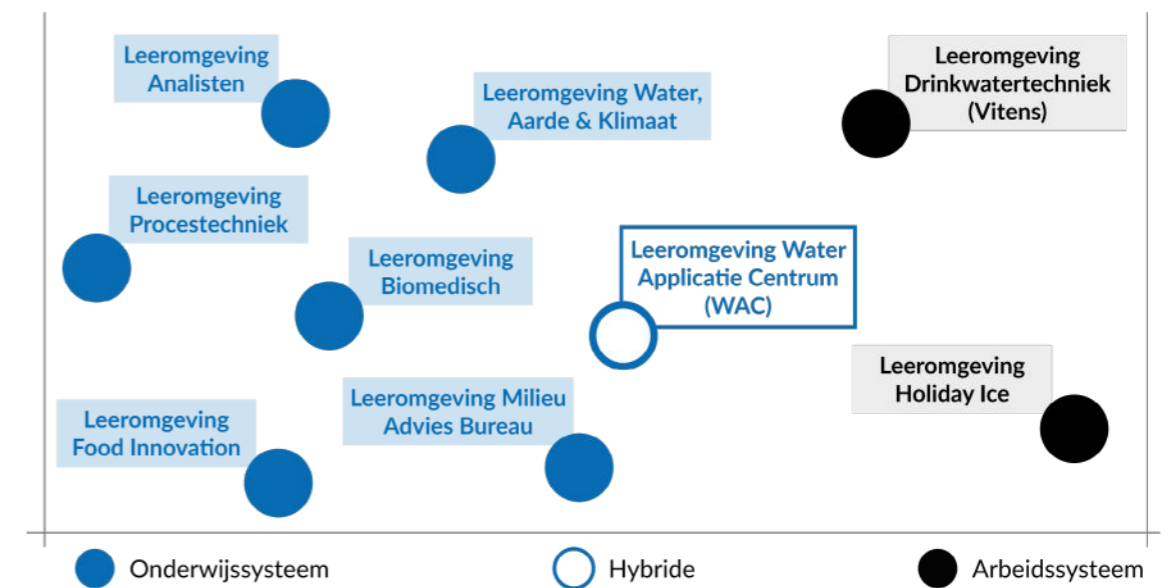 Leeromgeving
Analisten
Leeromgeving Water,
Aarde & Klimaat
Leeromgeving
Drinkwatertechniek
(Vitens)
Leeromgeving
Procestechniek
Leeromgeving
Biomedisch
Leeromgeving Water
Applicatie Centrum
(WAC)
Leeromgeving
Holiday Ice
Leeromgeving Milieu
Advies Bureau
Leeromgeving
Food Innovation
Onderwijssysteem
Hybride
Arbeidssysteem